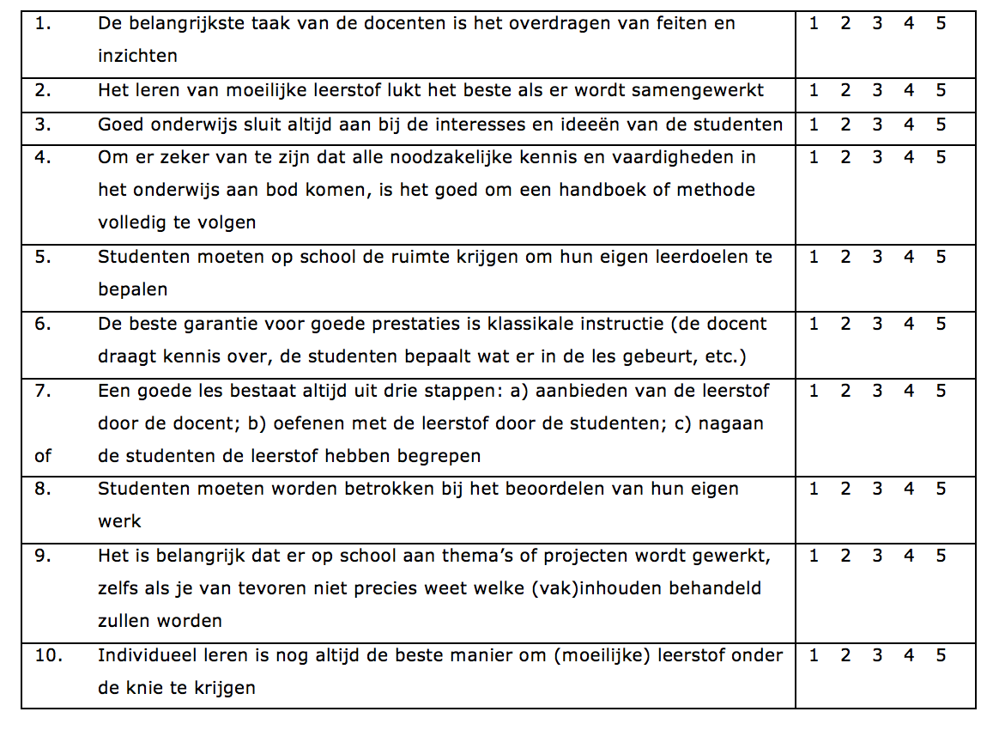 1. De belangrijkste taak van de docenten is het overdragen van feiten en 1 2 3 4 5
inzichten
2. Het leren van moeilijke leerstof lukt het beste als er wordt samengewerkt 1 2 3 4 5
3. Goed onderwijs sluit altijd aan bij de interesses en ideeën van de studenten 1 2 3 4 5
4. Om er zeker van te zijn dat alle noodzakelijke kennis en vaardigheden in 1 2 3 4 5
het onderwijs aan bod komen, is het goed om een handboek of methode
volledig te volgen
5. Studenten moeten op school de ruimte krijgen om hun eigen leerdoelen te 1 2 3 4 5
bepalen
6. De beste garantie voor goede prestaties is klassikale instructie (de docent 1 2 3 4 5
draagt kennis over, de studenten bepaalt wat er in de les gebeurt, etc.)
7. Een goede les bestaat altijd uit drie stappen: a) aanbieden van de leerstof 1 2 3 4 5
door de docent; b) oefenen met de leerstof door de studenten; c) nagaan
of de studenten de leerstof hebben begrepen
8. Studenten moeten worden betrokken bij het beoordelen van hun eigen 1 2 3 4 5
werk
9. Het is belangrijk dat er op school aan thema’s of projecten wordt gewerkt, 1 2 3 4 5
zelfs als je van tevoren niet precies weet welke (vak)inhouden behandeld
zullen worden
10. Individueel leren is nog altijd de beste manier om (moeilijke) leerstof onder 1 2 3 4 5
de knie te krijgen